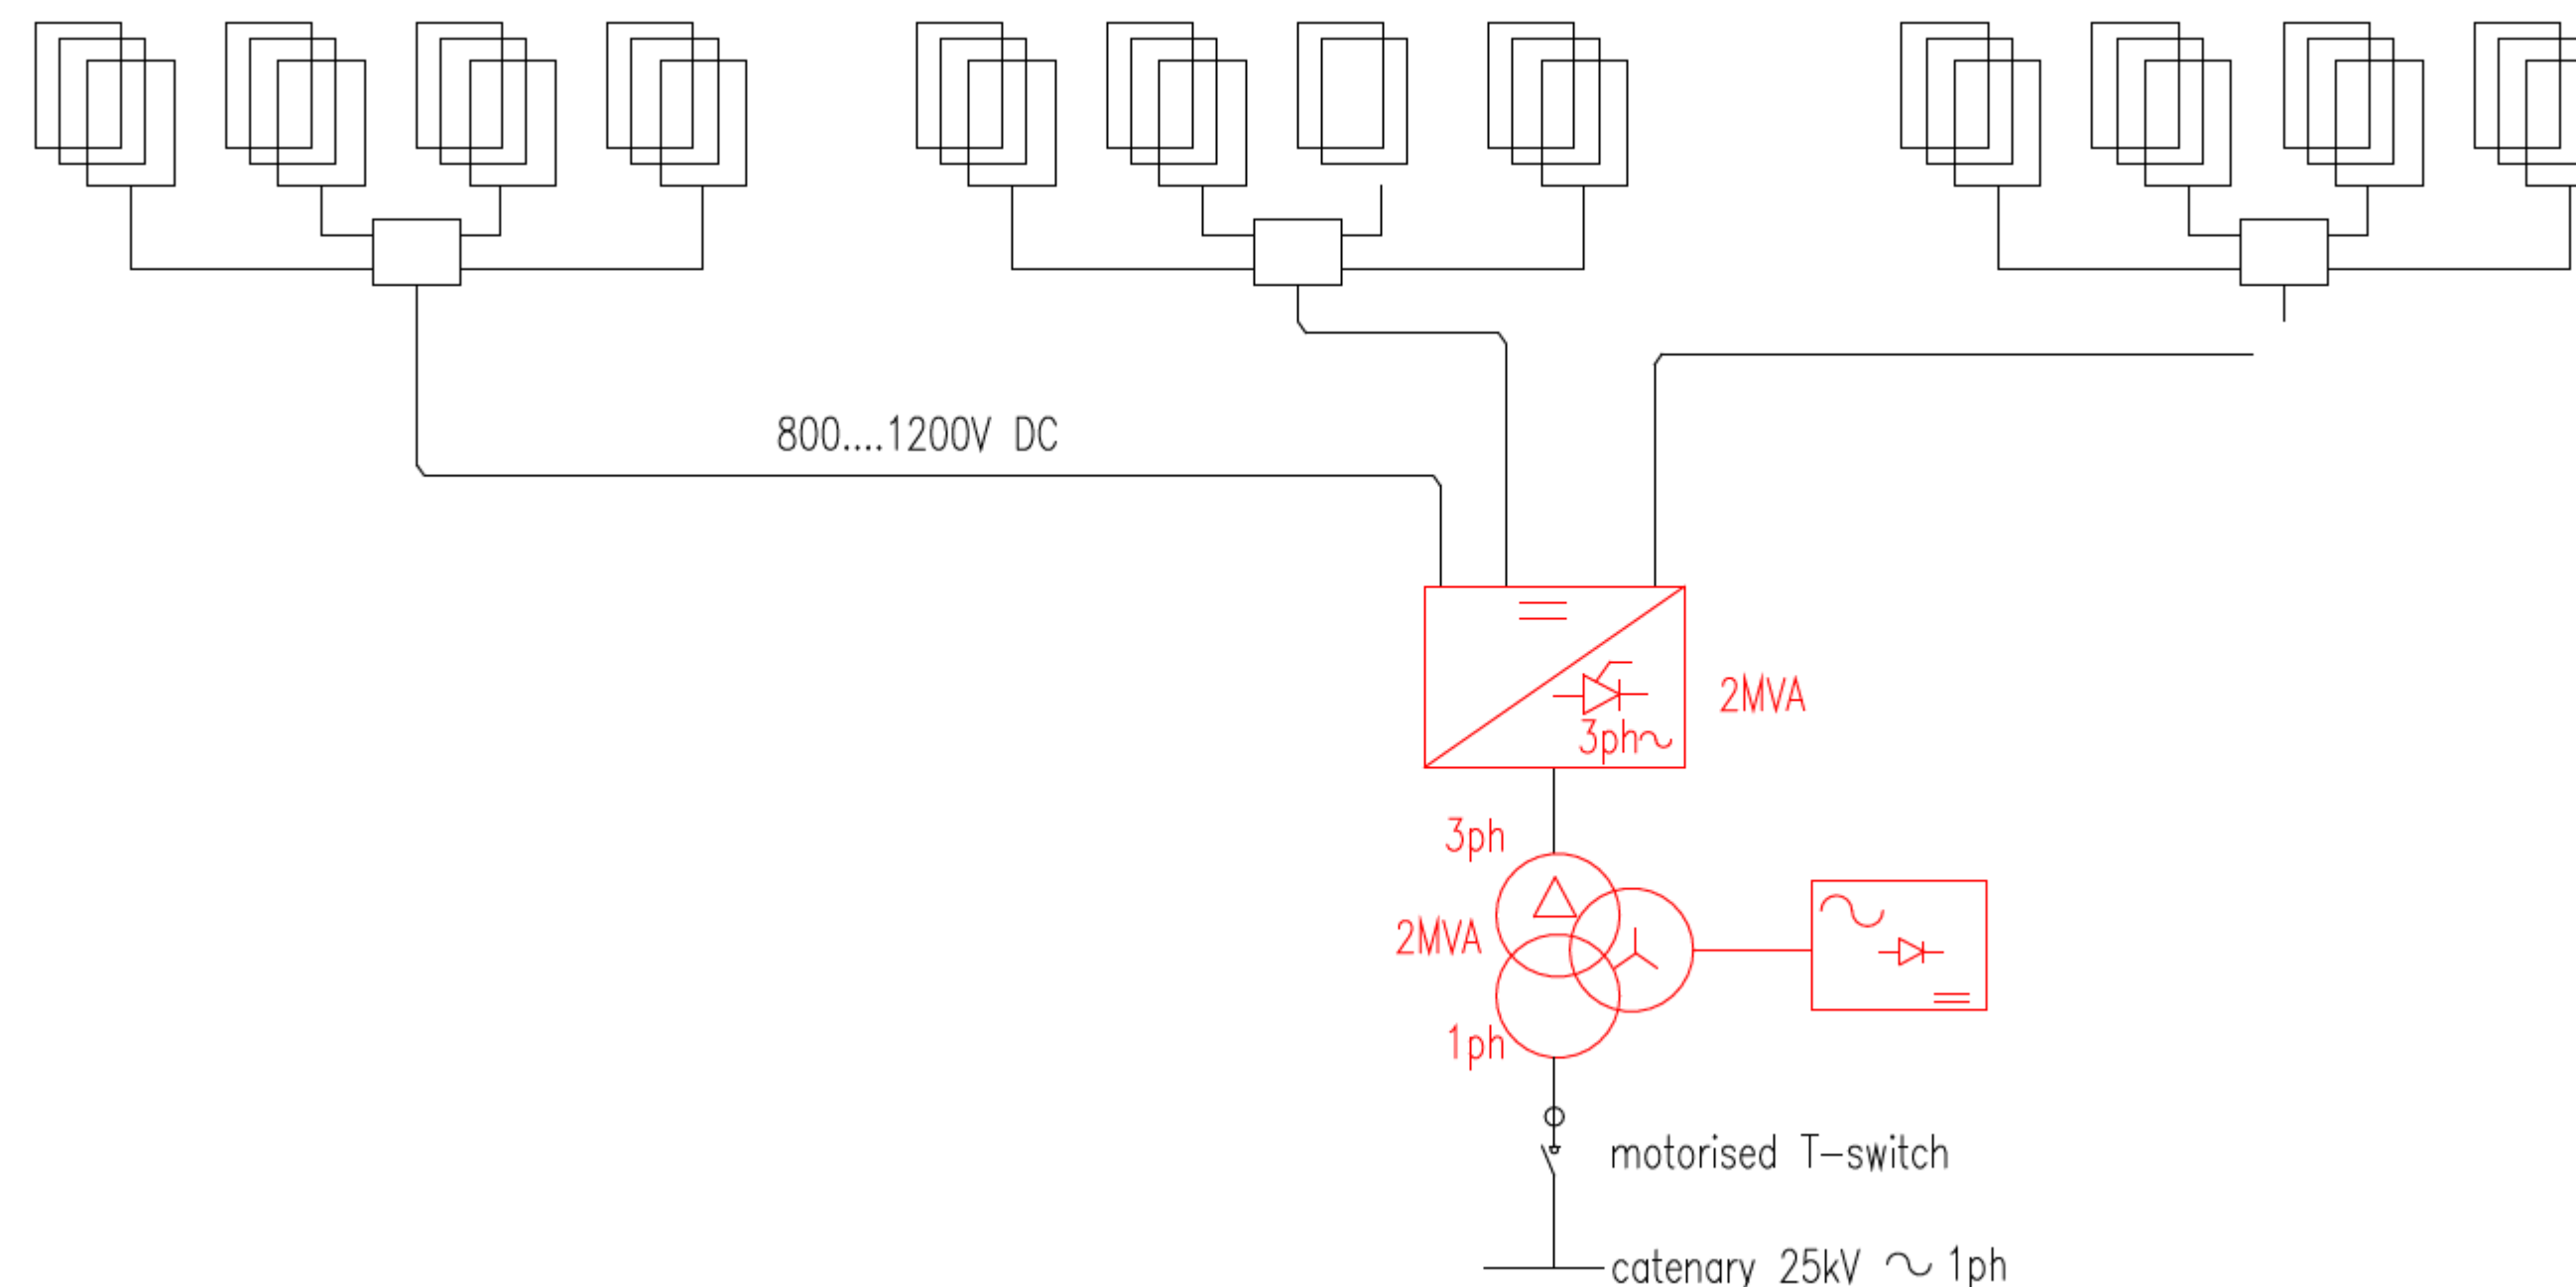 800....1200V DC
2MVA
3ph~
3ph
2MVA
1ph
motorised T-switch
catenary 25kV ~ 1ph